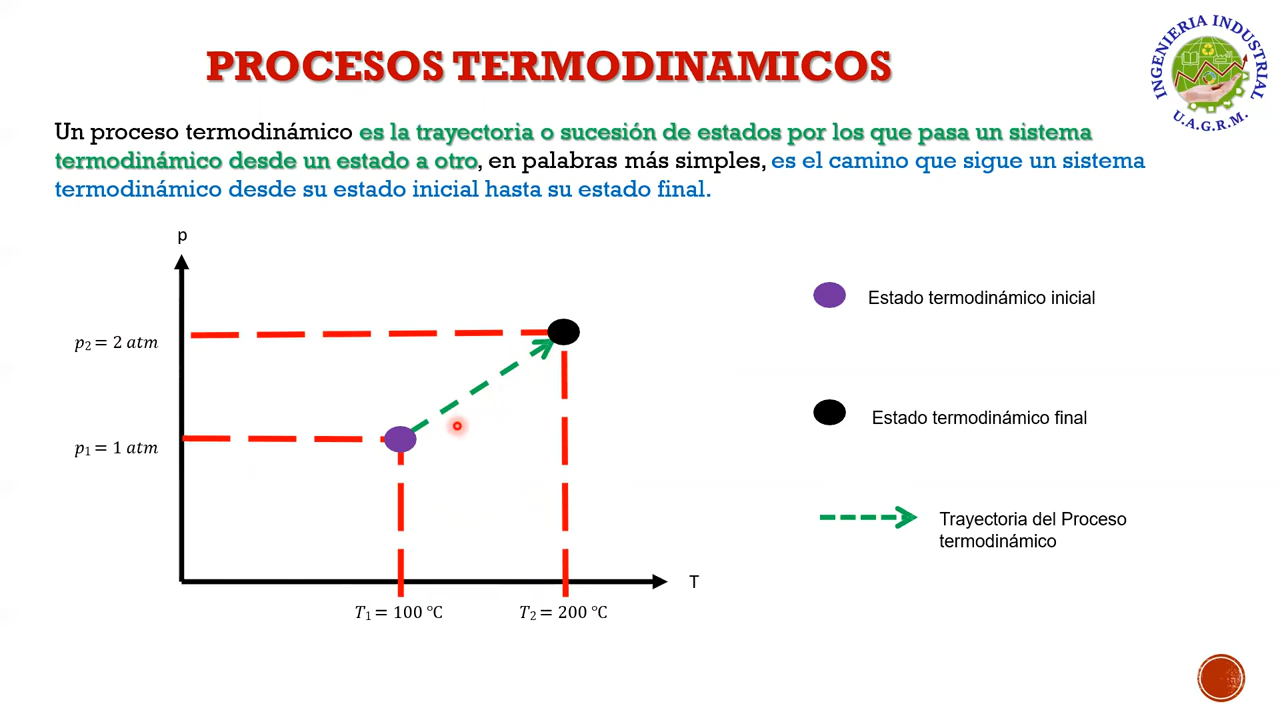 PROCESOS TERMODINAMICOS
INGENIERIA INDUSTRIAL
U.A.G.R.M.
Un proceso termodinámico es la trayectoria o sucesión de estados por los que pasa un sistema
termodinámico desde un estado a otro, en palabras más simples, es el camino que sigue un sistema
termodinámico desde su estado inicial hasta su estado final.
p
p₂ = 2 atm
p₁ = 1 atm
T
T₁ = 100 °C
T₂ = 200 °C
Estado termodinámico inicial
Estado termodinámico final
Trayectoria del Proceso
termodinámico